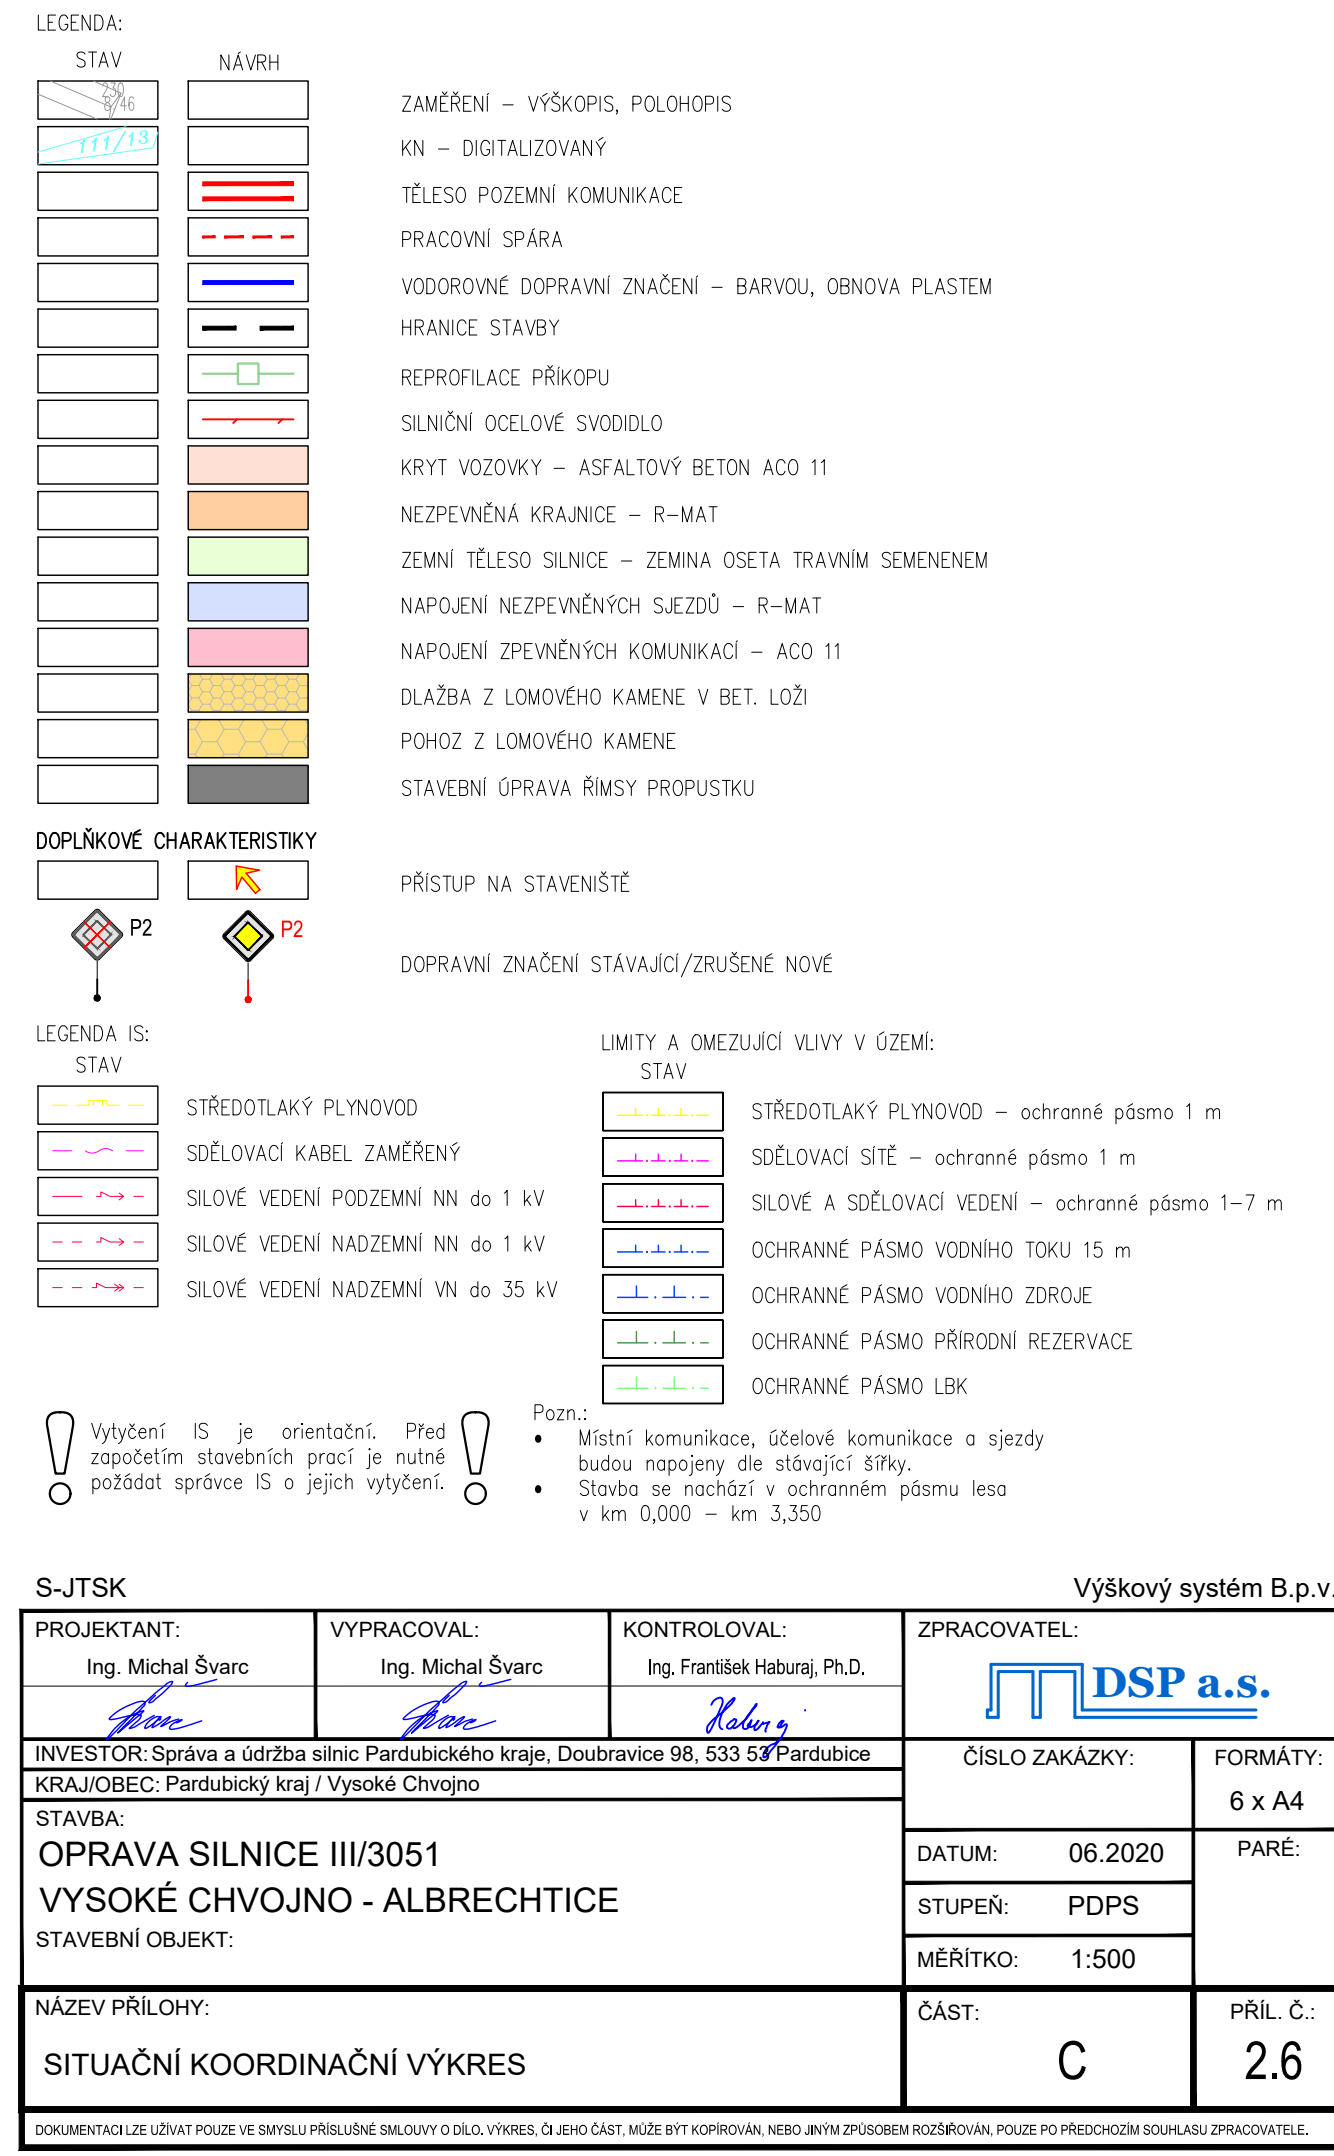 LEGENDA:
STAV NÁVRH
230
8/46
ZAMĚŘENÍ – VÝŠKOPIS, POLOHOPIS
111/13
KN – DIGITALIZOVANÝ
TĚLESO POZEMNÍ KOMUNIKACE
PRACOVNÍ SPÁRA
VODOROVNÉ DOPRAVNÍ ZNAČENÍ – BARVOU, OBNOVA PLASTEM
HRANICE STAVBY
REPROFILACE PŘÍKOPU
SILNIČNÍ OCELOVÉ SVODIDLO
KRYT VOZOVKY – ASFALTOVÝ BETON ACO 11
NEZPEVNĚNÁ KRAJNICE – R–MAT
ZEMNÍ TĚLESO SILNICE – ZEMINA OSETA TRAVNÍM SEMENENEM
NAPOJENÍ NEZPEVNĚNÝCH SJEZDŮ – R–MAT
NAPOJENÍ ZPEVNĚNÝCH KOMUNIKACÍ – ACO 11
DLAŽBA Z LOMOVÉHO KAMENE V BET. LOŽI
POHOZ Z LOMOVÉHO KAMENE
STAVEBNÍ ÚPRAVA ŘÍMSY PROPUSTKU
DOPLŇKOVÉ CHARAKTERISTIKY
PŘÍSTUP NA STAVENIŠTĚ
P2 P2
DOPRAVNÍ ZNAČENÍ STÁVAJÍCÍ/ZRUŠENÉ NOVÉ
LEGENDA IS:
STAV
STŘEDOTLAKÝ PLYNOVOD
SDĚLOVACÍ KABEL ZAMĚŘENÝ
SILOVÉ VEDENÍ PODZEMNÍ NN do 1 kV
SILOVÉ VEDENÍ NADZEMNÍ NN do 1 kV
SILOVÉ VEDENÍ NADZEMNÍ VN do 35 kV
LIMITY A OMEZUJÍCÍ VLIVY V ÚZEMÍ:
STAV
STŘEDOTLAKÝ PLYNOVOD – ochranné pásmo 1 m
SDĚLOVACÍ SÍTĚ – ochranné pásmo 1 m
SILOVÉ A SDĚLOVACÍ VEDENÍ – ochranné pásmo 1–7 m
OCHRANNÉ PÁSMO VODNÍHO TOKU 15 m
OCHRANNÉ PÁSMO VODNÍHO ZDROJE
OCHRANNÉ PÁSMO PŘÍRODNÍ REZERVACE
OCHRANNÉ PÁSMO LBK
! Vytyčení IS je orientační. Před !
započetím stavebních prací je nutné
požádat správce IS o jejich vytyčení.
Pozn.:
• Místní komunikace, účelové komunikace a sjezdy
budou napojeny dle stávající šířky.
• Stavba se nachází v ochranném pásmu lesa
v km 0,000 – km 3,350
S-JTSK Výškový systém B.p.v.
PROJEKTANT: VYPRACOVAL: KONTROLOVAL: ZPRACOVATEL:
Ing. Michal Švarc Ing. Michal Švarc Ing. František Haburaj, Ph.D.
Švarc Švarc Haburaj
MDSP a.s.
INVESTOR: Správa a údržba silnic Pardubického kraje, Doubravice 98, 533 53 Pardubice
KRAJ/OBEC: Pardubický kraj / Vysoké Chvojno
ČÍSLO ZAKÁZKY: FORMÁTY:
6 x A4
STAVBA:
OPRAVA SILNICE III/3051
VYSOKÉ CHVOJNO - ALBRECHTICE
STAVEBNÍ OBJEKT:
DATUM: 06.2020 PARÉ:
STUPEŇ: PDPS
MĚŘÍTKO: 1:500
NÁZEV PŘÍLOHY:
SITUAČNÍ KOORDINAČNÍ VÝKRES
ČÁST: PŘÍL. Č.:
C 2.6
DOKUMENTACI LZE UŽÍVAT POUZE VE SMYSLU PŘÍSLUŠNÉ SMLOUVY O DÍLO. VÝKRES, ČI JEHO ČÁST, MŮŽE BÝT KOPÍROVÁN, NEBO JINÝM ZPŮSOBEM ROZŠIŘOVÁN, POUZE PO PŘEDCHOZÍM SOUHLASU ZPRACOVATELE.